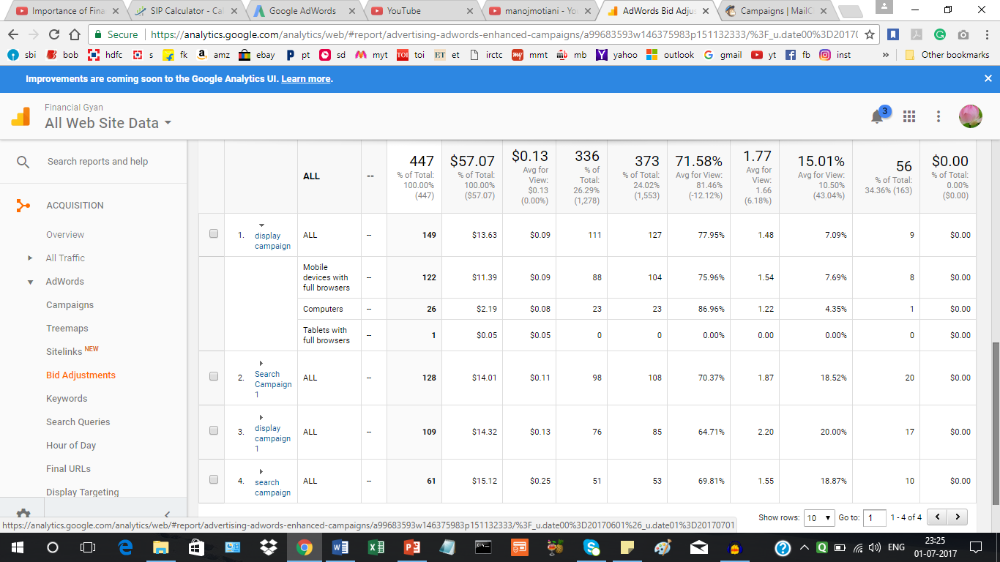 Importance of Finan
SIP Calculator - Cal
Google AdWords
YouTube
manojmotiani - Yo
AdWords Bid Adju
Campaigns | MailC
Secure
https://analytics.google.com/analytics/web/#report/advertising-adwords-enhanced-campaigns/a99683593w146375983p151132333/%3F_u.date00%3D20170
sbi bob hdfc s fk amz ebay pt sd myt toi et irctc mmt mb yahoo outlook gmail yt fb inst » Other bookmarks
Improvements are coming soon to the Google Analytics UI. Learn more.
Financial Gyan
All Web Site Data
3
Search reports and help
ACQUISITION
Overview
All Traffic
AdWords
Campaigns
Treemaps
Sitelinks NEW
Bid Adjustments
Keywords
Search Queries
Hour of Day
Final URLs
Display Targeting
ALL -- 447 % of Total: 100.00% (447) $57.07 % of Total: 100.00% ($57.07) $0.13 Avg for View: $0.13 (0.00%) 336 % of Total: 26.29% (1,278) 373 % of Total: 24.02% (1,553) 71.58% Avg for View: 81.46% (-12.12%) 1.77 Avg for View: 1.66 (6.18%) 15.01% Avg for View: 10.50% (43.04%) 56 % of Total: 34.36% (163) $0.00 % of Total: 0.00% ($0.00)
1. display campaign ALL -- 149 $13.63 $0.09 111 127 77.95% 1.48 7.09% 9 $0.00
Mobile devices with full browsers -- 122 $11.39 $0.09 88 104 75.96% 1.54 7.69% 8 $0.00
Computers -- 26 $2.19 $0.08 23 23 86.96% 1.22 4.35% 1 $0.00
Tablets with full browsers -- 1 $0.05 $0.05 0 0 0.00% 0.00 0.00% 0 $0.00
2. Search Campaign 1 ALL -- 128 $14.01 $0.11 98 108 70.37% 1.87 18.52% 20 $0.00
3. display campaign 1 ALL -- 109 $14.32 $0.13 76 85 64.71% 2.20 20.00% 17 $0.00
4. search campaign ALL -- 61 $15.12 $0.25 51 53 69.81% 1.55 18.87% 10 $0.00
Show rows: 10 Go to: 1 1 - 4 of 4
https://analytics.google.com/analytics/web/#report/advertising-adwords-enhanced-campaigns/a99683593w146375983p151132333/%3F_u.date00%3D20170601%26_u.date01%3D20170701
ENG
23:25
01-07-2017